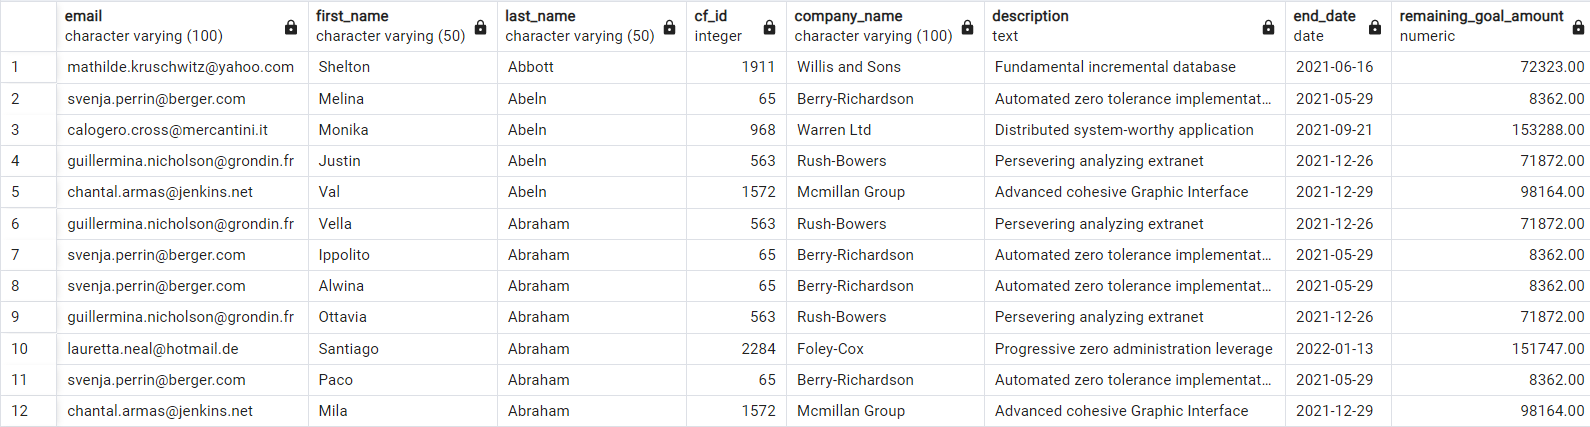 email first_name last_name cf_id company_name description end_date remaining_goal_amount
character varying (100) character varying (50) character varying (50) integer character varying (100) text date numeric
1 mathilde.kruschwitz@yahoo.com Shelton Abbott 1911 Willis and Sons Fundamental incremental database 2021-06-16 72323.00
2 svenja.perrin@berger.com Melina Abeln 65 Berry-Richardson Automated zero tolerance implementat... 2021-05-29 8362.00
3 calogero.cross@mercantini.it Monika Abeln 968 Warren Ltd Distributed system-worthy application 2021-09-21 153288.00
4 guillermina.nicholson@grondin.fr Justin Abeln 563 Rush-Bowers Persevering analyzing extranet 2021-12-26 71872.00
5 chantal.armas@jenkins.net Val Abeln 1572 Mcmillan Group Advanced cohesive Graphic Interface 2021-12-29 98164.00
6 guillermina.nicholson@grondin.fr Vella Abraham 563 Rush-Bowers Persevering analyzing extranet 2021-12-26 71872.00
7 svenja.perrin@berger.com Ippolito Abraham 65 Berry-Richardson Automated zero tolerance implementat... 2021-05-29 8362.00
8 svenja.perrin@berger.com Alwina Abraham 65 Berry-Richardson Automated zero tolerance implementat... 2021-05-29 8362.00
9 guillermina.nicholson@grondin.fr Ottavia Abraham 563 Rush-Bowers Persevering analyzing extranet 2021-12-26 71872.00
10 lauretta.neal@hotmail.de Santiago Abraham 2284 Foley-Cox Progressive zero administration leverage 2022-01-13 151747.00
11 svenja.perrin@berger.com Paco Abraham 65 Berry-Richardson Automated zero tolerance implementat... 2021-05-29 8362.00
12 chantal.armas@jenkins.net Mila Abraham 1572 Mcmillan Group Advanced cohesive Graphic Interface 2021-12-29 98164.00